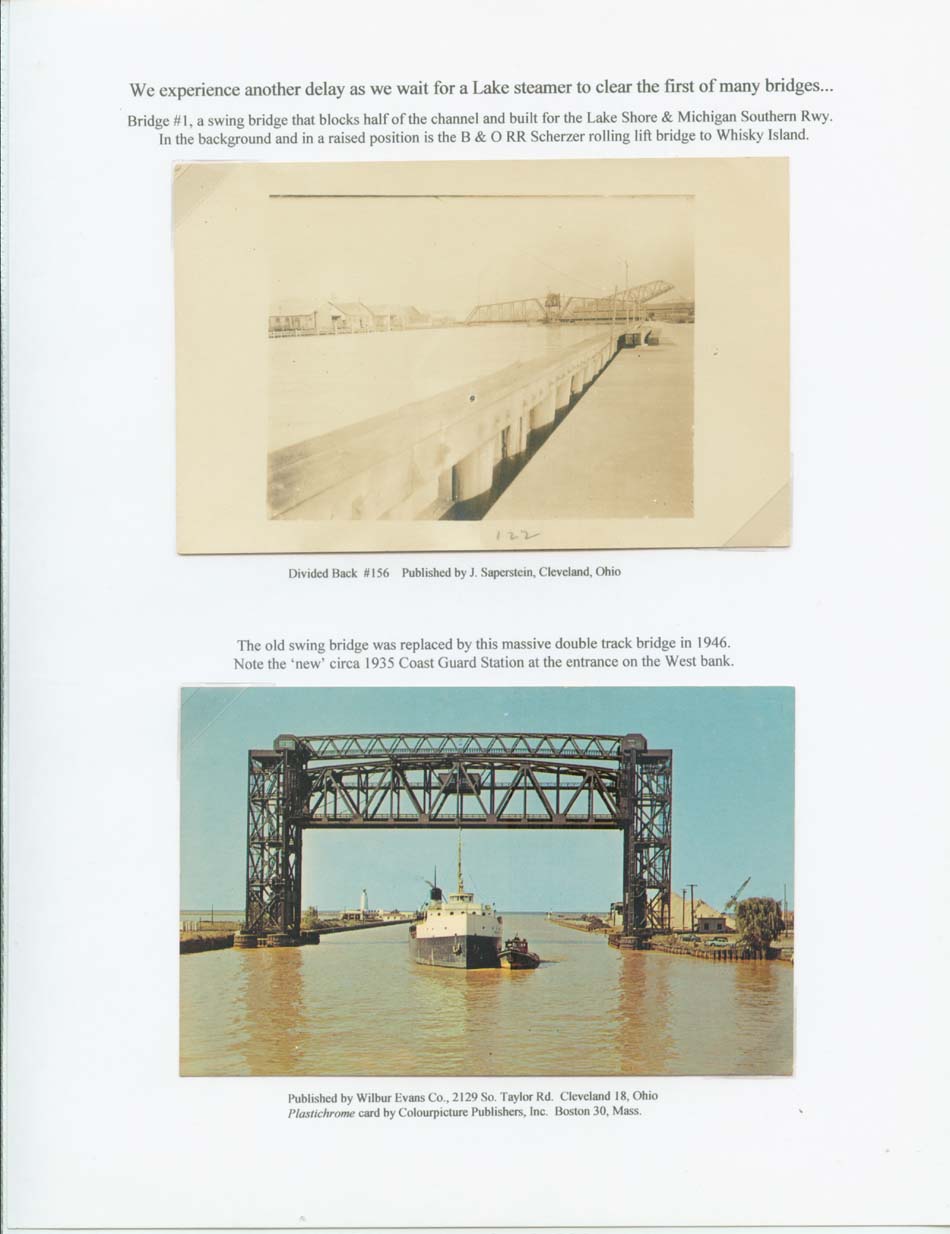 We experience another delay as we wait for a Lake steamer to clear the first of many bridges...
Bridge #1, a swing bridge that blocks half of the channel and built for the Lake Shore & Michigan Southern Rwy.
In the background and in a raised position is the B & O RR Scherzer rolling lift bridge to Whisky Island.
122
Divided Back #156 Published by J. Saperstein, Cleveland, Ohio
The old swing bridge was replaced by this massive double track bridge in 1946.
Note the ‘new’ circa 1935 Coast Guard Station at the entrance on the West bank.
Published by Wilbur Evans Co., 2129 So. Taylor Rd. Cleveland 18, Ohio
Plastichrome card by Colourpicture Publishers, Inc. Boston 30, Mass.